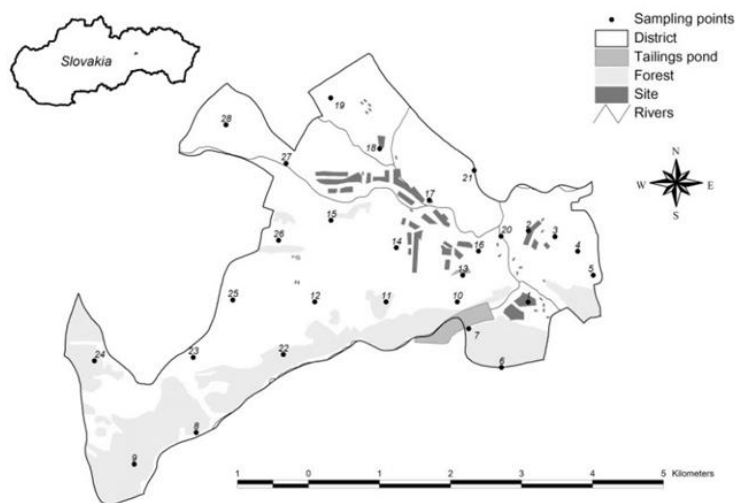 Slovakia
Sampling points
District
Tailings pond
Forest
Site
Rivers
N
W E
S
19
28
18
27
21
17
15
26
14
20
2
3
16
4
13
5
25
12
11
10
1
7
24
23
22
6
8
9
1 0 1 2 3 4 5 Kilometers